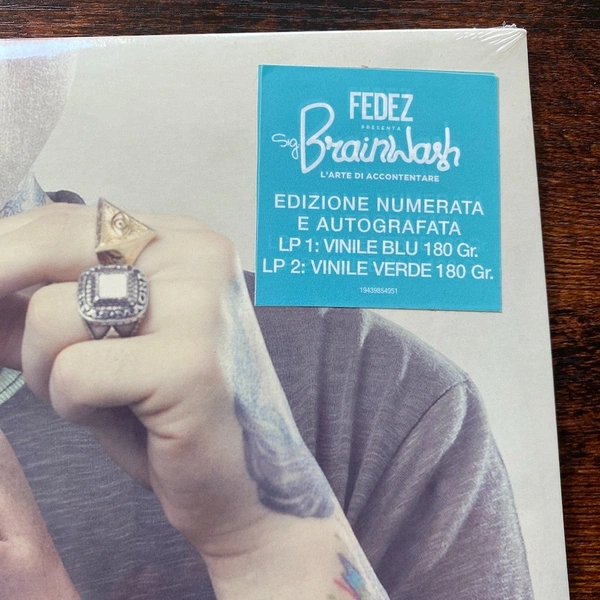 FEDEZ
PRESENTA
Sig. BrainWash
L'ARTE DI ACCONTENTARE
EDIZIONE NUMERATA
E AUTOGRAFATA
LP 1: VINILE BLU 180 Gr.
LP 2: VINILE VERDE 180 Gr.
19439854951